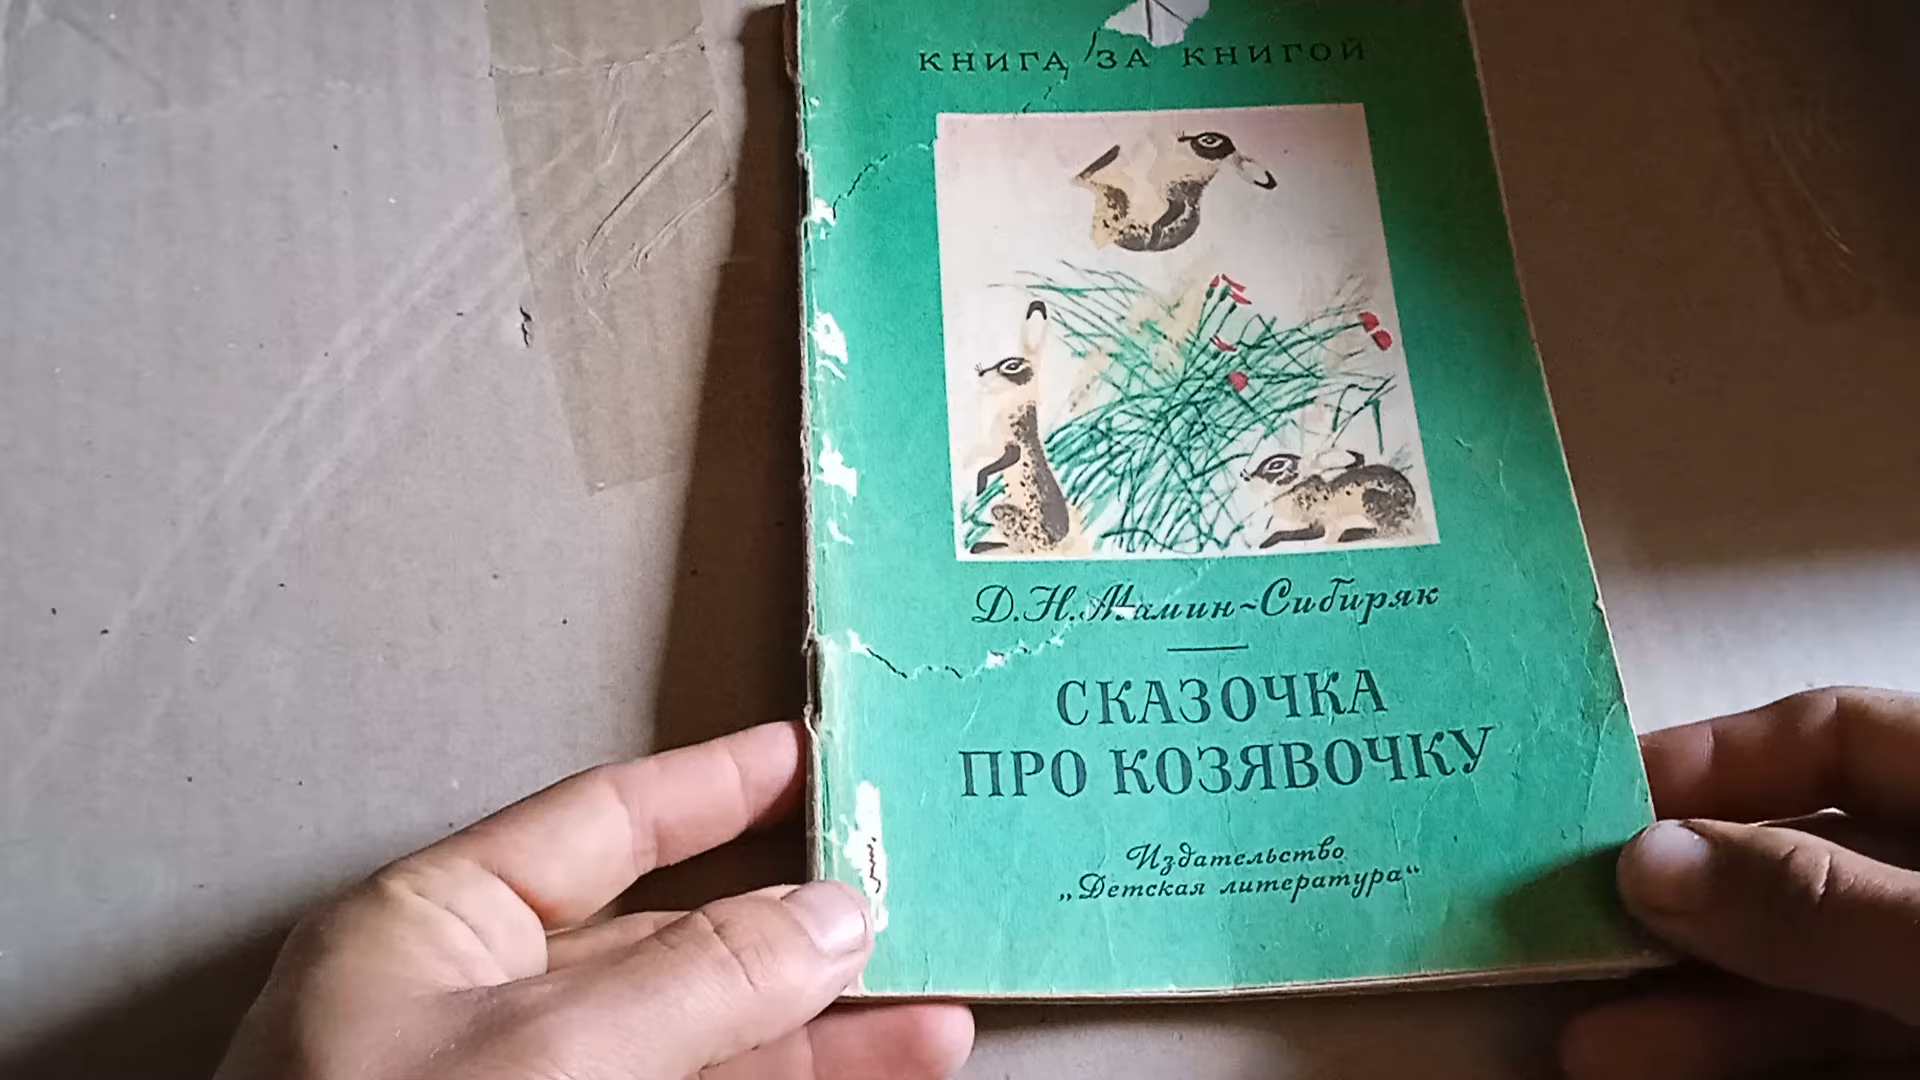 КНИГА ЗА КНИГОЙ
Д.Н.Мамин-Сибиряк
СКАЗОЧКА
ПРО КОЗЯВОЧКУ
Издательство
„Детская литература“